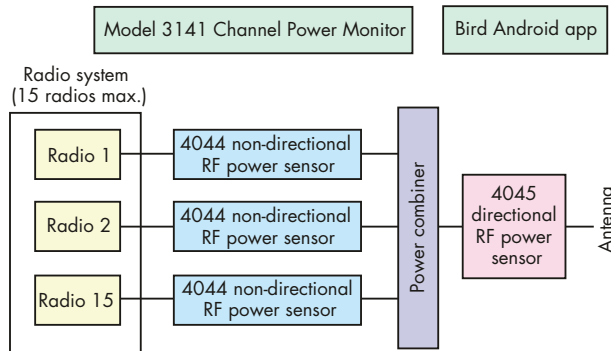 Model 3141 Channel Power Monitor
Bird Android app
Radio system
(15 radios max.)
Radio 1
4044 non-directional
RF power sensor
Radio 2
4044 non-directional
RF power sensor
Radio 15
4044 non-directional
RF power sensor
Power combiner
4045
directional
RF power
sensor
Antenna